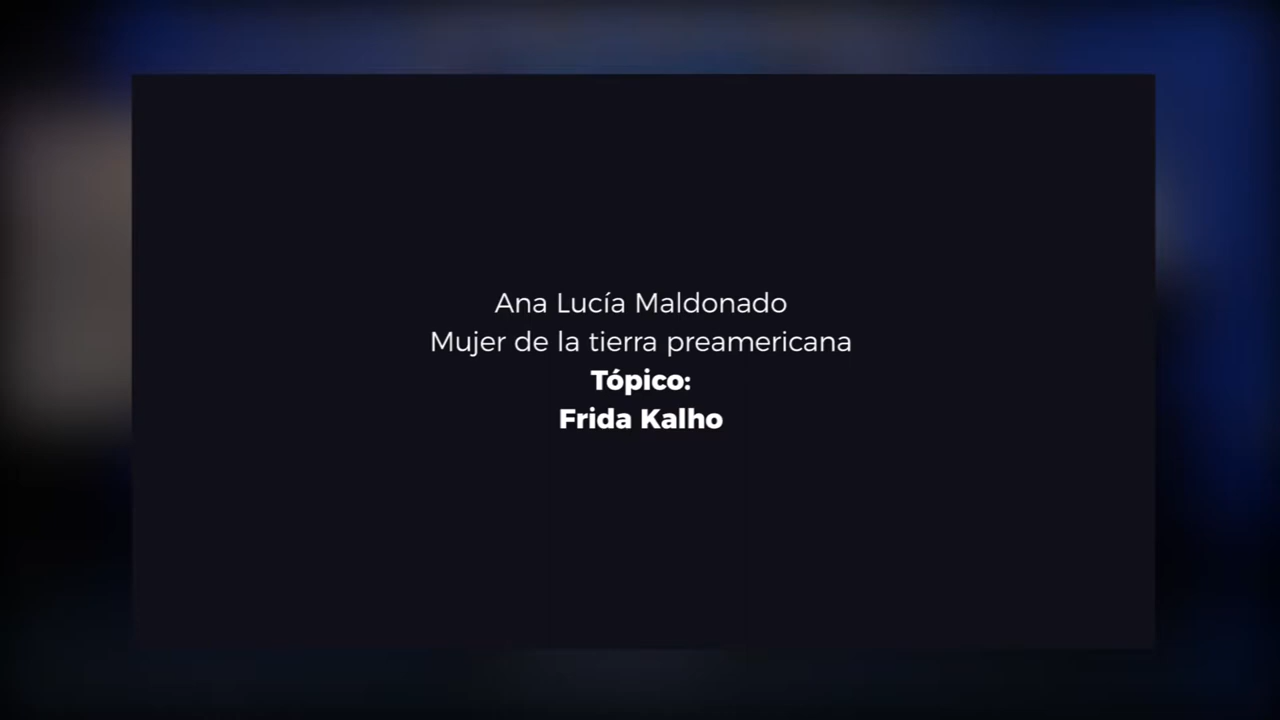 Ana Lucía Maldonado
Mujer de la tierra preamericana
Tópico:
Frida Kalho